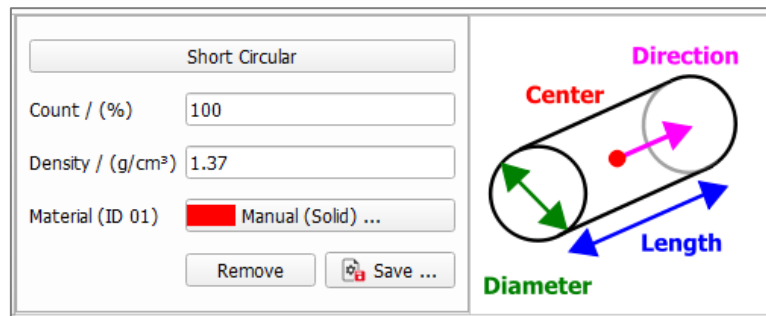 Short Circular
Count / (%) 100
Density / (g/cm³) 1.37
Material (ID 01) Manual (Solid) ...
Remove Save ...
Direction
Center
Length
Diameter